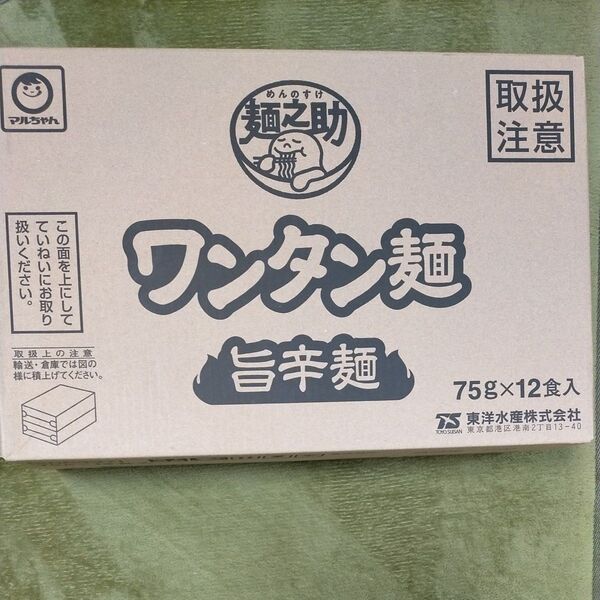 マルちゃん
めんのすけ
麺之助
取扱
注意
この面を上にして
ていねいにお取り
扱いください。
ワンタン麺
旨辛麺
取扱上の注意
輸送・倉庫では図の
様に積上げてください。
75g×12食入
TS 東洋水産株式会社
TOYO SUISAN 東京都港区港南2丁目13-40